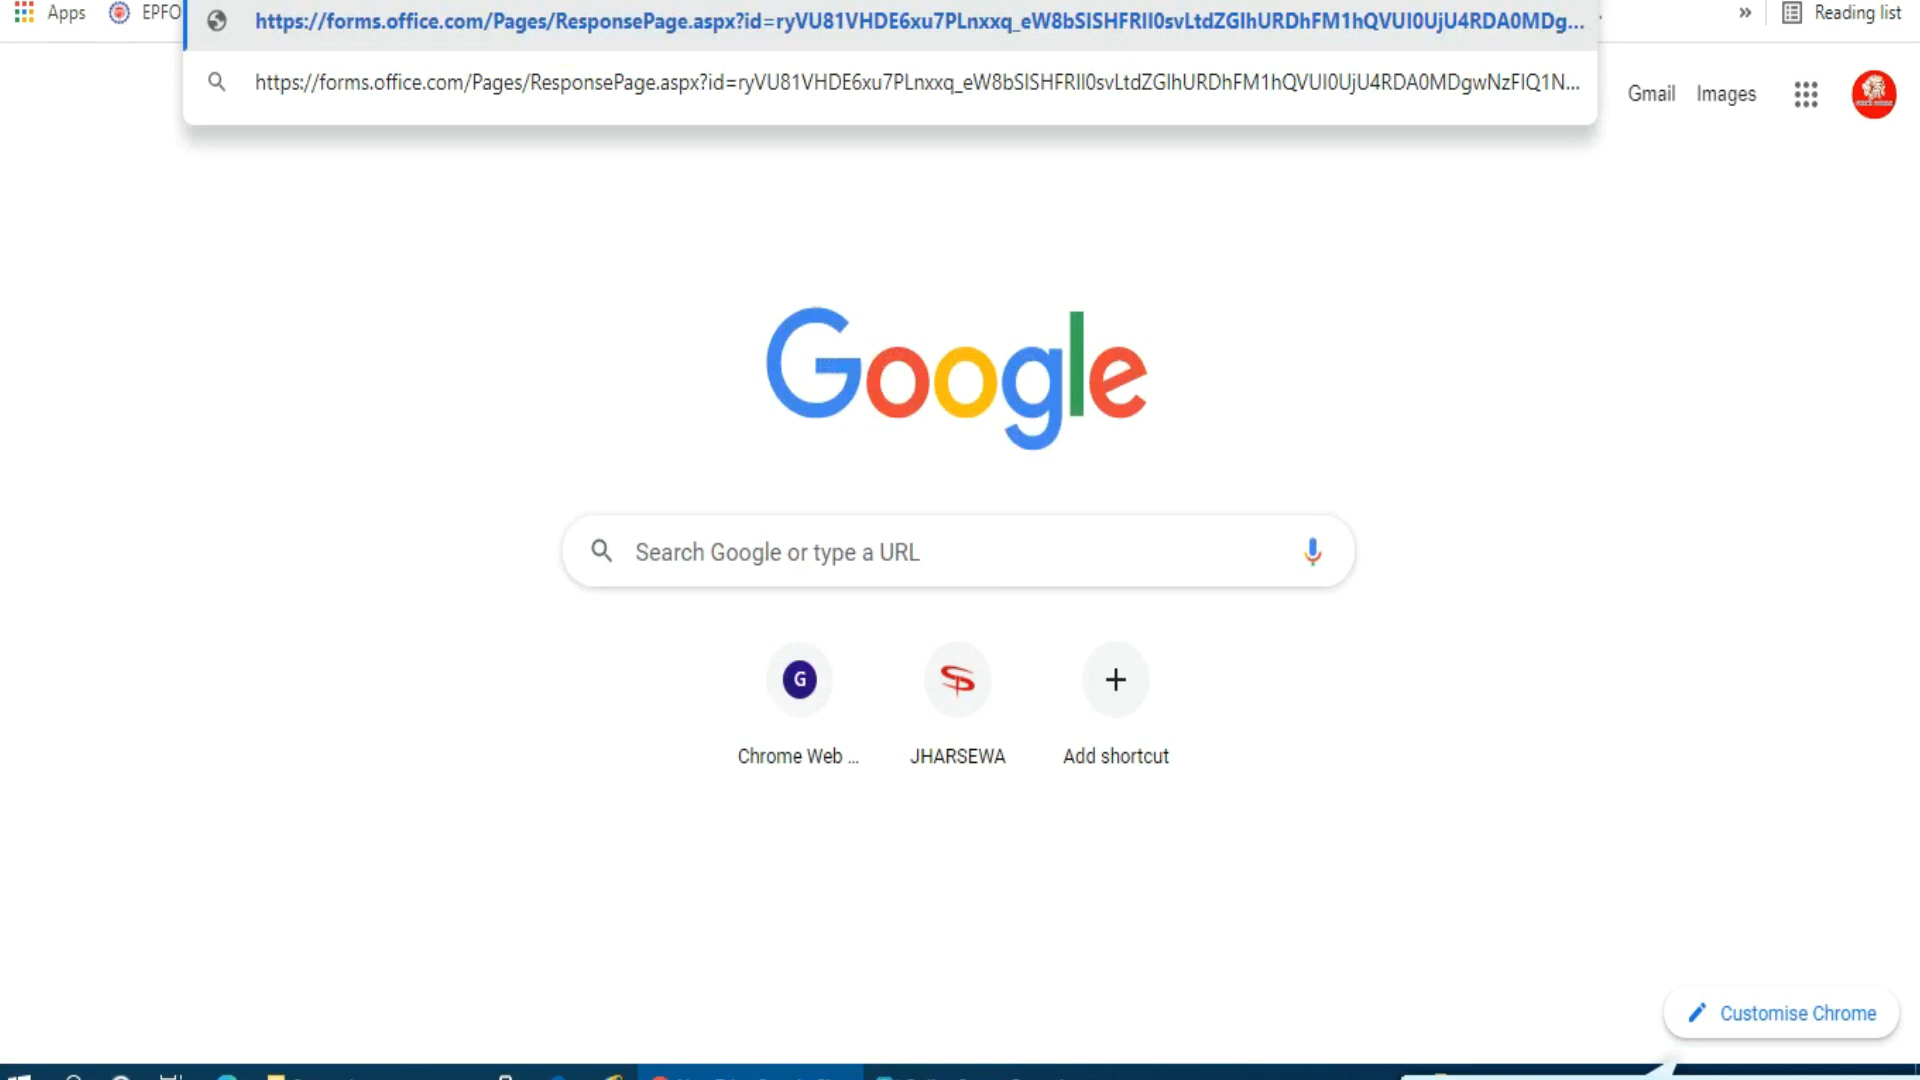 Apps EPFO
https://forms.office.com/Pages/ResponsePage.aspx?id=ryVU81VHDE6xu7PLnxxq_eW8bSISHFRIl0svLtdZGlhURDhFM1hQVUI0UjU4RDA0MDg...
» Reading list
https://forms.office.com/Pages/ResponsePage.aspx?id=ryVU81VHDE6xu7PLnxxq_eW8bSISHFRIl0svLtdZGlhURDhFM1hQVUI0UjU4RDA0MDgwNzFIQ1N...
Gmail Images
Google
Search Google or type a URL
G
Chrome Web ... JHARSEWA Add shortcut
Customise Chrome